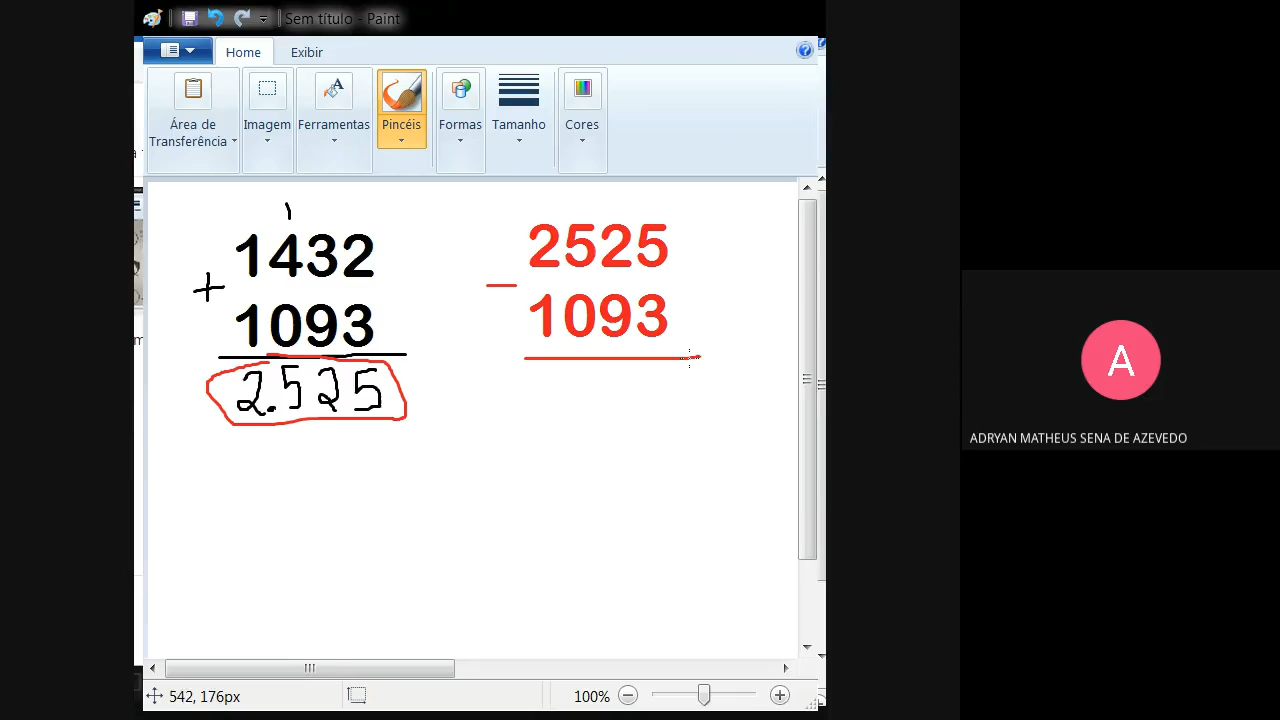 Sem título - Paint
Home Exibir
Área de Transferência
Imagem
Ferramentas
Pincéis
Formas
Tamanho
Cores
1
1432
+
1093
2.525
2525
−
1093
A
ADRYAN MATHEUS SENA DE AZEVEDO
542, 176px
100%